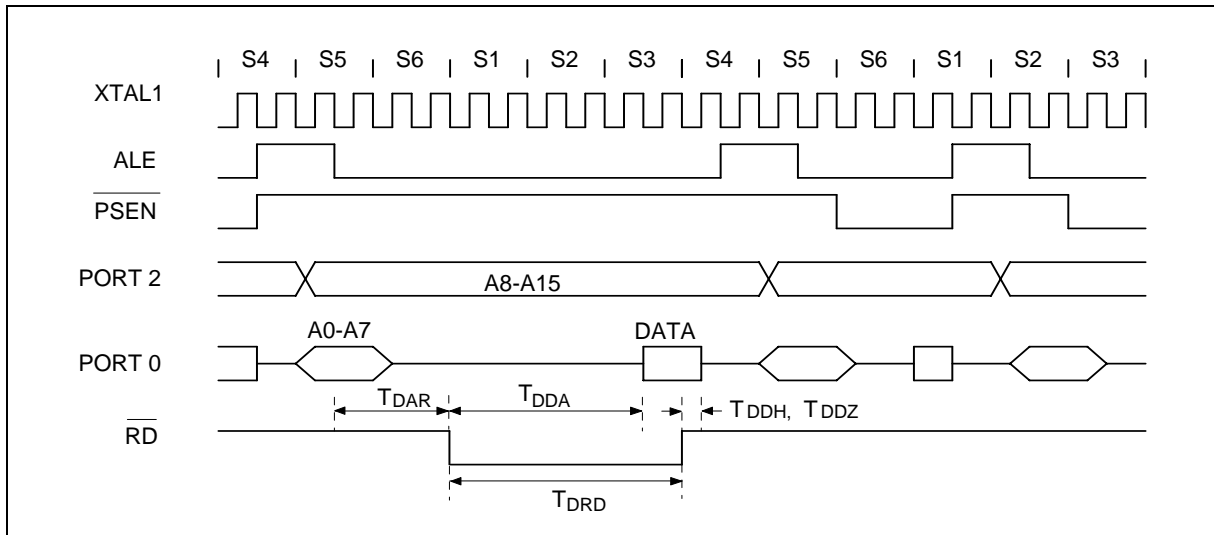 S4 S5 S6 S1 S2 S3 S4 S5 S6 S1 S2 S3
XTAL1
ALE
PSEN
PORT 2
A8-A15
A0-A7 DATA
PORT 0
TDAR TDDA TDDH, TDDZ
RD
TDRD